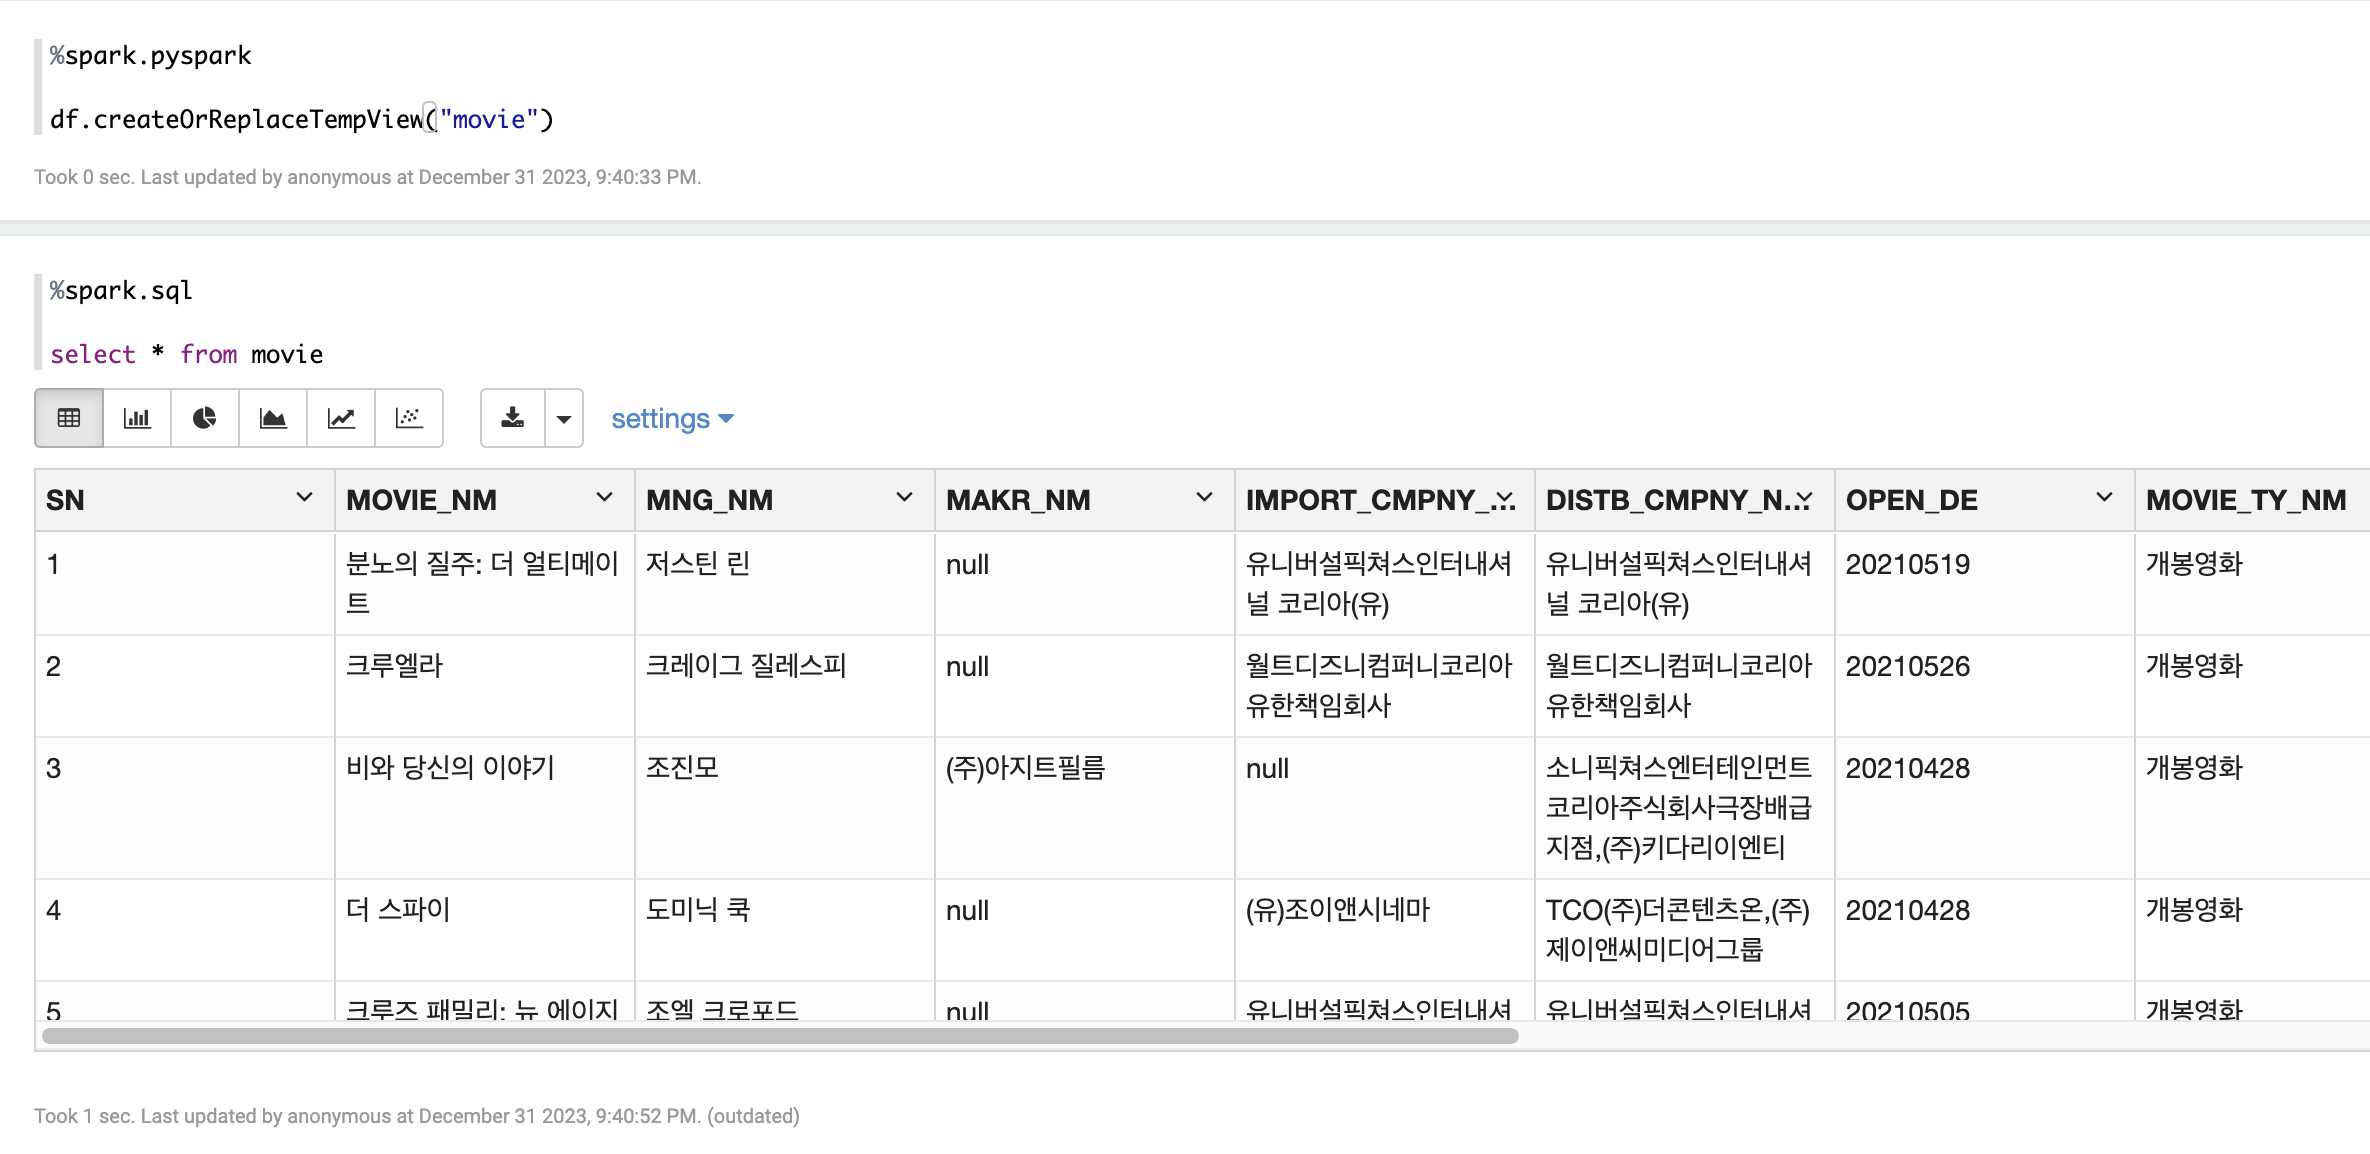 %spark.pyspark
df.createOrReplaceTempView("movie")
Took 0 sec. Last updated by anonymous at December 31 2023, 9:40:33 PM.
%spark.sql
select * from movie
settings
SN MOVIE_NM MNG_NM MAKR_NM IMPORT_CMPNY_... DISTB_CMPNY_N... OPEN_DE MOVIE_TY_NM
1 분노의 질주: 더 얼티메이 저스틴 린 null 유니버설픽쳐스인터내셔 유니버설픽쳐스인터내셔 20210519 개봉영화
트 널 코리아(유) 널 코리아(유)
2 크루엘라 크레이그 질레스피 null 월트디즈니컴퍼니코리아 월트디즈니컴퍼니코리아 20210526 개봉영화
유한책임회사 유한책임회사
3 비와 당신의 이야기 조진모 (주)아지트필름 null 소니픽쳐스엔터테인먼트 20210428 개봉영화
코리아주식회사극장배급
지점,(주)키다리이엔티
4 더 스파이 도미닉 쿡 null (유)조이앤시네마 TCO(주)더콘텐츠온,(주) 20210428 개봉영화
제이앤씨미디어그룹
5 크루즈 패밀리: 뉴 에이지 조엘 크로포드 null 유니버설픽쳐스인터내셔 유니버설픽쳐스인터내셔 20210505 개봉영화
Took 1 sec. Last updated by anonymous at December 31 2023, 9:40:52 PM. (outdated)